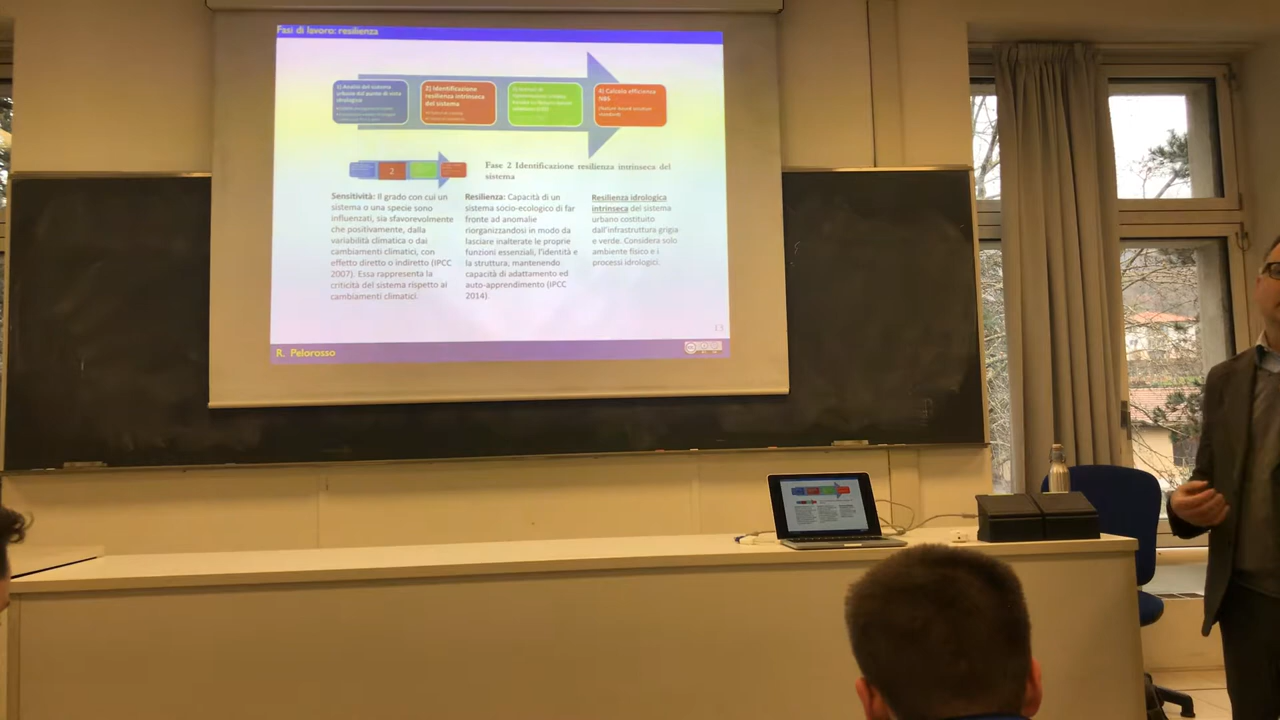 Fasi di lavoro: resilienza
1) Analisi del sistema
urbano dal punto di vista
idrologico
2) Identificazione
resilienza intrinseca
del sistema
4) Calcolo efficienza
NBS
2
Fase 2 Identificazione resilienza intrinseca del
sistema
Sensitività: Il grado con cui un
sistema o una specie sono
influenzati, sia sfavorevolmente
che positivamente, dalla
variabilità climatica o dai
cambiamenti climatici, con
effetto diretto o indiretto (IPCC
2007). Essa rappresenta la
criticità del sistema rispetto ai
cambiamenti climatici.
Resilienza: Capacità di un
sistema socio-ecologico di far
fronte ad anomalie
riorganizzandosi in modo da
lasciare inalterate le proprie
funzioni essenziali, l'identità e
la struttura, mantenendo
capacità di adattamento ed
auto-apprendimento (IPCC
2014).
Resilienza idrologica
intrinseca del sistema
urbano costituito
dall'infrastruttura grigia
e verde. Considera solo
ambiente fisico e i
processi idrologici.
13
R. Pelorosso